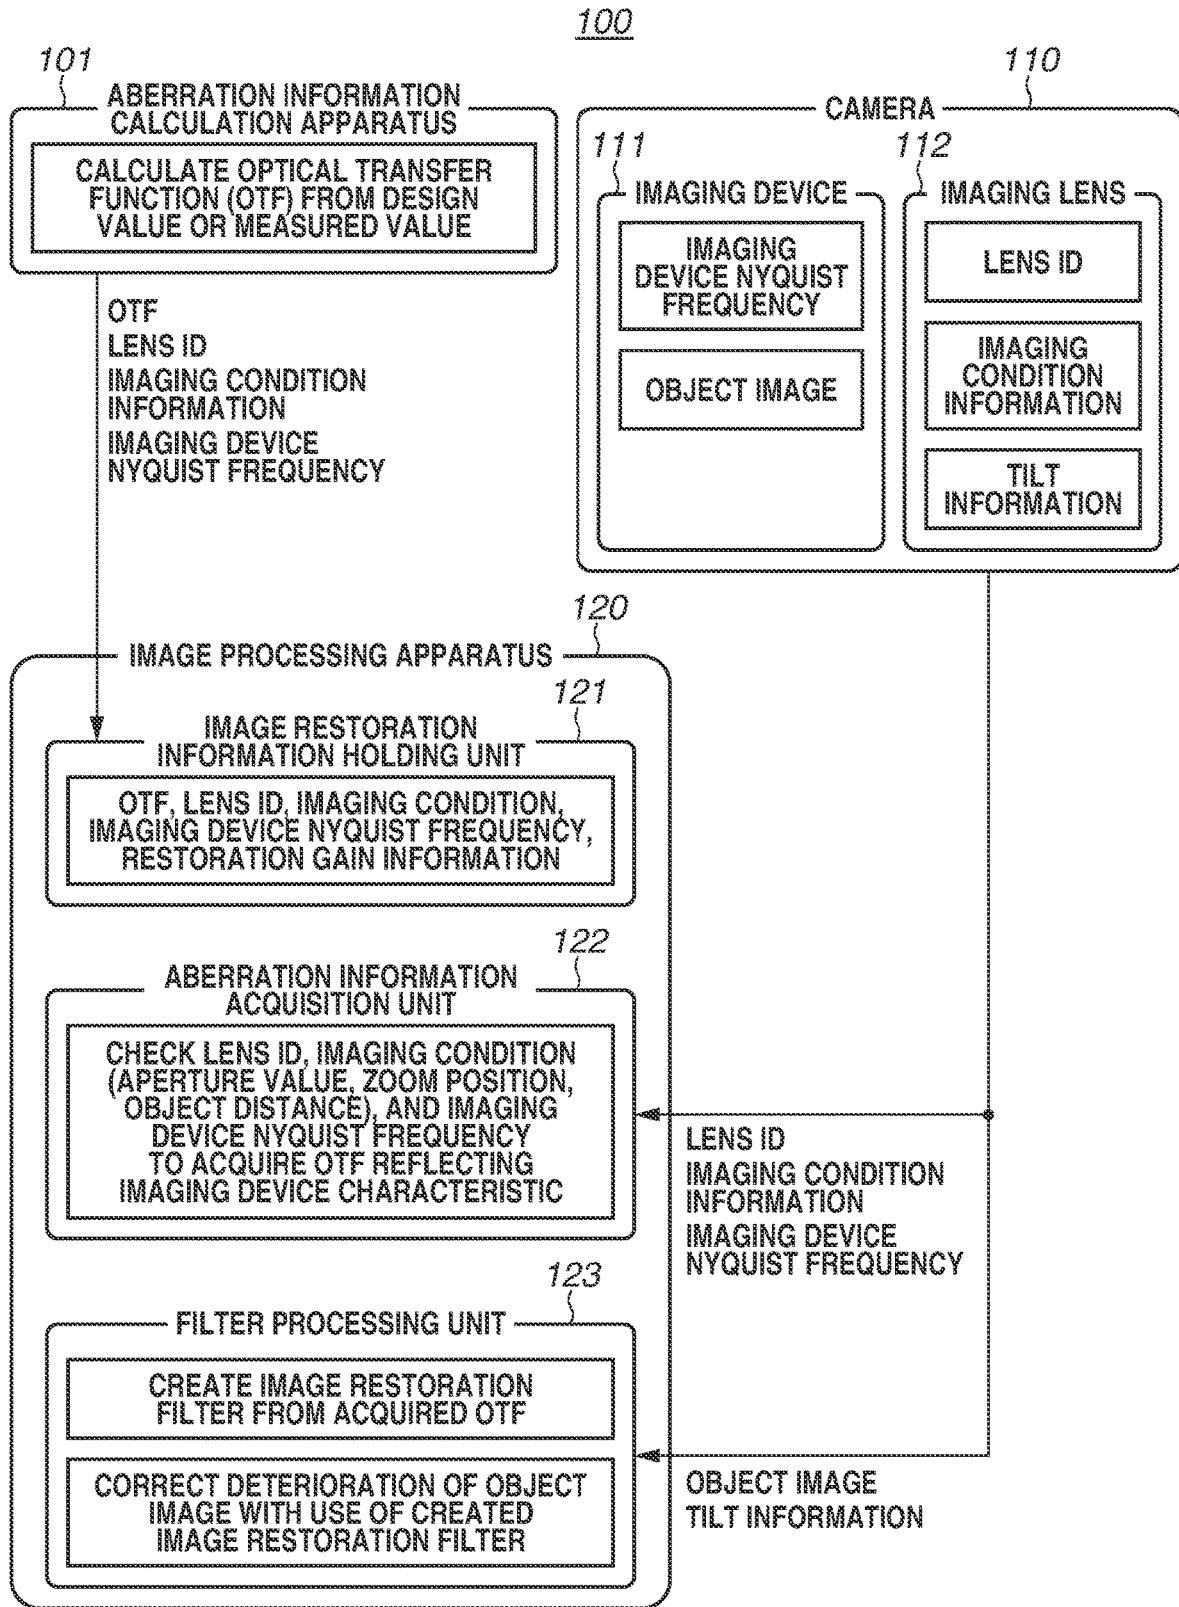 100
101
ABERRATION INFORMATION
CALCULATION APPARATUS
CALCULATE OPTICAL TRANSFER
FUNCTION (OTF) FROM DESIGN
VALUE OR MEASURED VALUE
OTF
LENS ID
IMAGING CONDITION
INFORMATION
IMAGING DEVICE
NYQUIST FREQUENCY
110
CAMERA
111
IMAGING DEVICE
IMAGING
DEVICE NYQUIST
FREQUENCY
OBJECT IMAGE
112
IMAGING LENS
LENS ID
IMAGING
CONDITION
INFORMATION
TILT
INFORMATION
120
IMAGE PROCESSING APPARATUS
121
IMAGE RESTORATION
INFORMATION HOLDING UNIT
OTF, LENS ID, IMAGING CONDITION,
IMAGING DEVICE NYQUIST FREQUENCY,
RESTORATION GAIN INFORMATION
122
ABERRATION INFORMATION
ACQUISITION UNIT
CHECK LENS ID, IMAGING CONDITION
(APERTURE VALUE, ZOOM POSITION,
OBJECT DISTANCE), AND IMAGING
DEVICE NYQUIST FREQUENCY
TO ACQUIRE OTF REFLECTING
IMAGING DEVICE CHARACTERISTIC
LENS ID
IMAGING CONDITION
INFORMATION
IMAGING DEVICE
NYQUIST FREQUENCY
123
FILTER PROCESSING UNIT
CREATE IMAGE RESTORATION
FILTER FROM ACQUIRED OTF
CORRECT DETERIORATION OF OBJECT
IMAGE WITH USE OF CREATED
IMAGE RESTORATION FILTER
OBJECT IMAGE
TILT INFORMATION